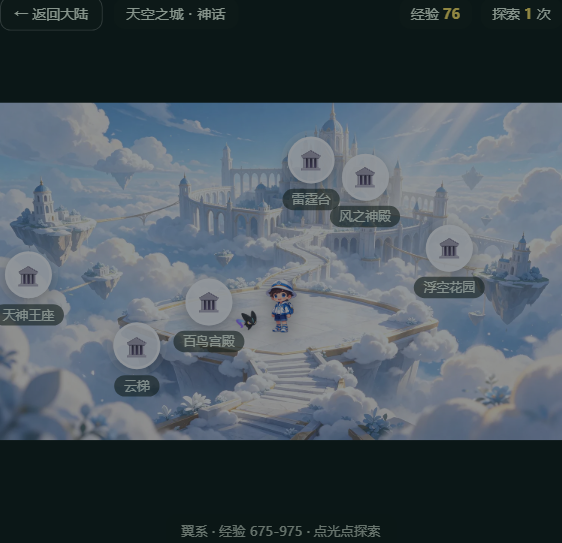 ← 返回大陆
天空之城 · 神话
经验 76
探索 1 次
雷霆台
风之神殿
浮空花园
天神王座
百鸟宫殿
云梯
翼系 · 经验 675-975 · 点光点探索